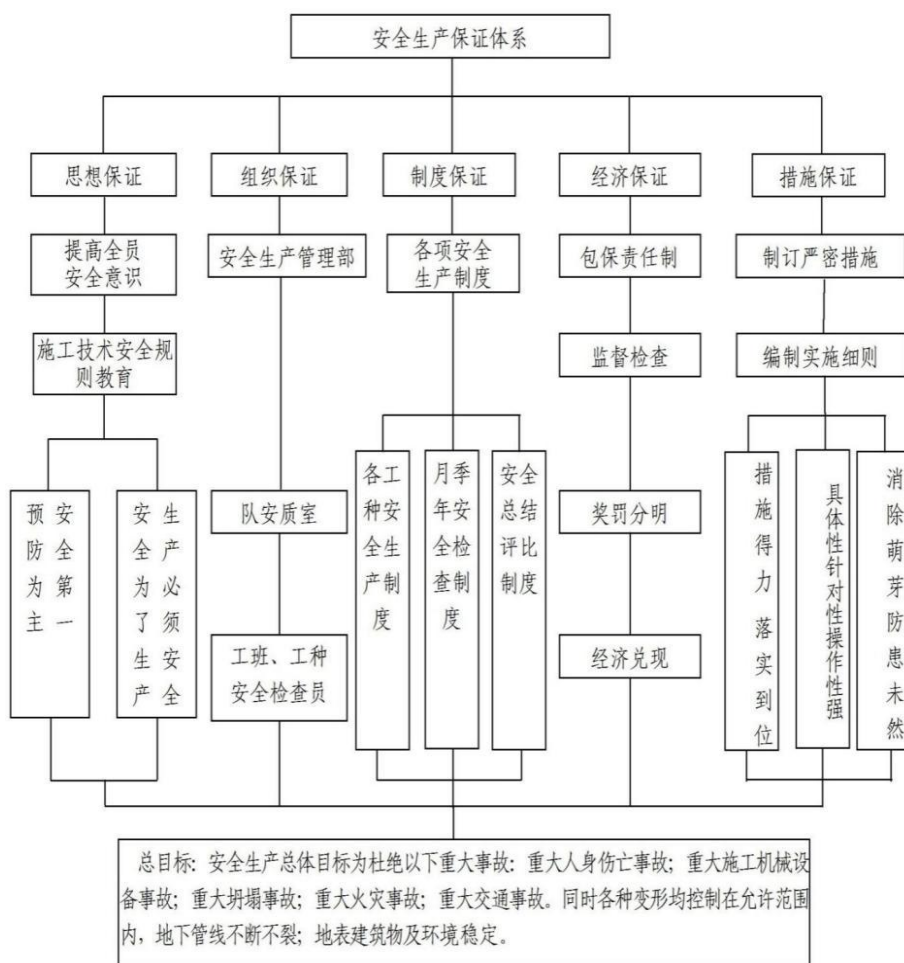 安全生产保证体系
思想保证
组织保证
制度保证
经济保证
措施保证
提高全员
安全意识
安全生产管理部
各项安全
生产制度
包保责任制
制订严密措施
施工技术安全规
则教育
监督检查
编制实施细则
安全第一
预防为主
生产必须安全
安全为了生产
队安质室
工班、工种
安全检查员
各工种安全生产制度
月季年安全检查制度
安全总结评比制度
奖罚分明
经济兑现
措施得力 落实到位
具体性针对性操作性强
消除萌芽防患未然
总目标：安全生产总体目标为杜绝以下重大事故：重大人身伤亡事故；重大施工机械设
备事故；重大坍塌事故；重大火灾事故；重大交通事故。同时各种变形均控制在允许范围
内，地下管线不断不裂；地表建筑物及环境稳定。